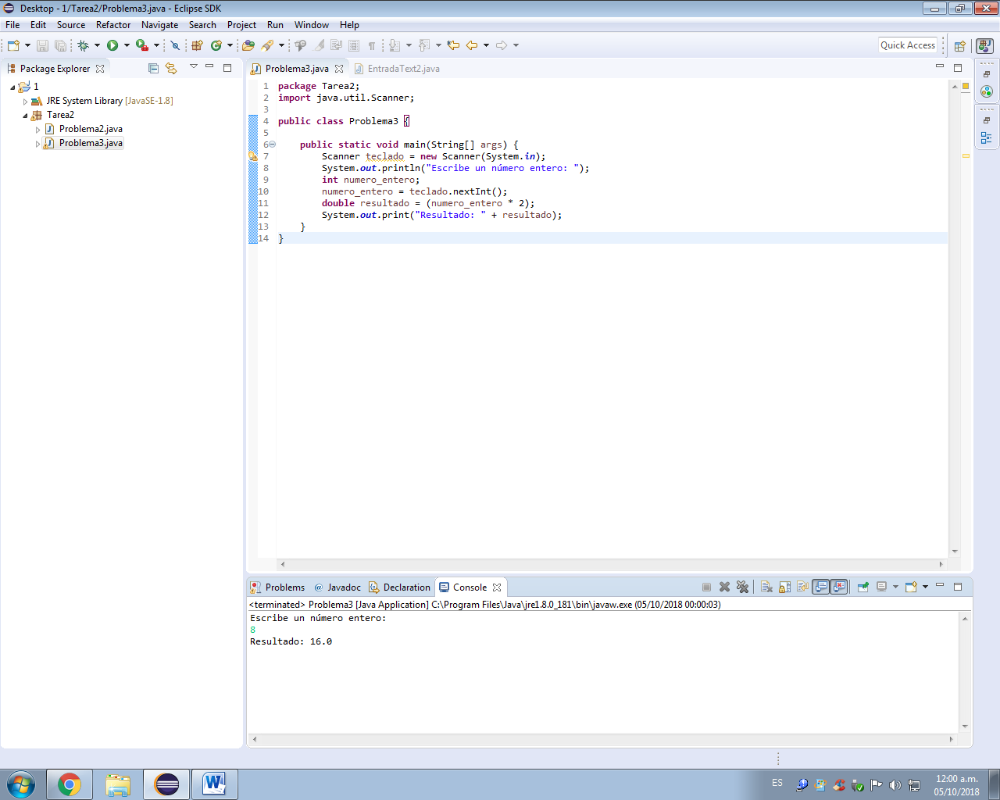 Desktop - 1/Tarea2/Problema3.java - Eclipse SDK
File Edit Source Refactor Navigate Search Project Run Window Help
Quick Access
Package Explorer
1
JRE System Library [JavaSE-1.8]
Tarea2
Problema2.java
Problema3.java
Problema3.java EntradaText2.java
1 package Tarea2;
2 import java.util.Scanner;
3
4 public class Problema3 {
5
6 public static void main(String[] args) {
7 Scanner teclado = new Scanner(System.in);
8 System.out.println("Escribe un número entero: ");
9 int numero_entero;
10 numero_entero = teclado.nextInt();
11 double resultado = (numero_entero * 2);
12 System.out.print("Resultado: " + resultado);
13 }
14 }
Problems @ Javadoc Declaration Console
<terminated> Problema3 [Java Application] C:\Program Files\Java\jre1.8.0_181\bin\javaw.exe (05/10/2018 00:00:03)
Escribe un número entero:
8
Resultado: 16.0
ES
12:00 a.m.
05/10/2018